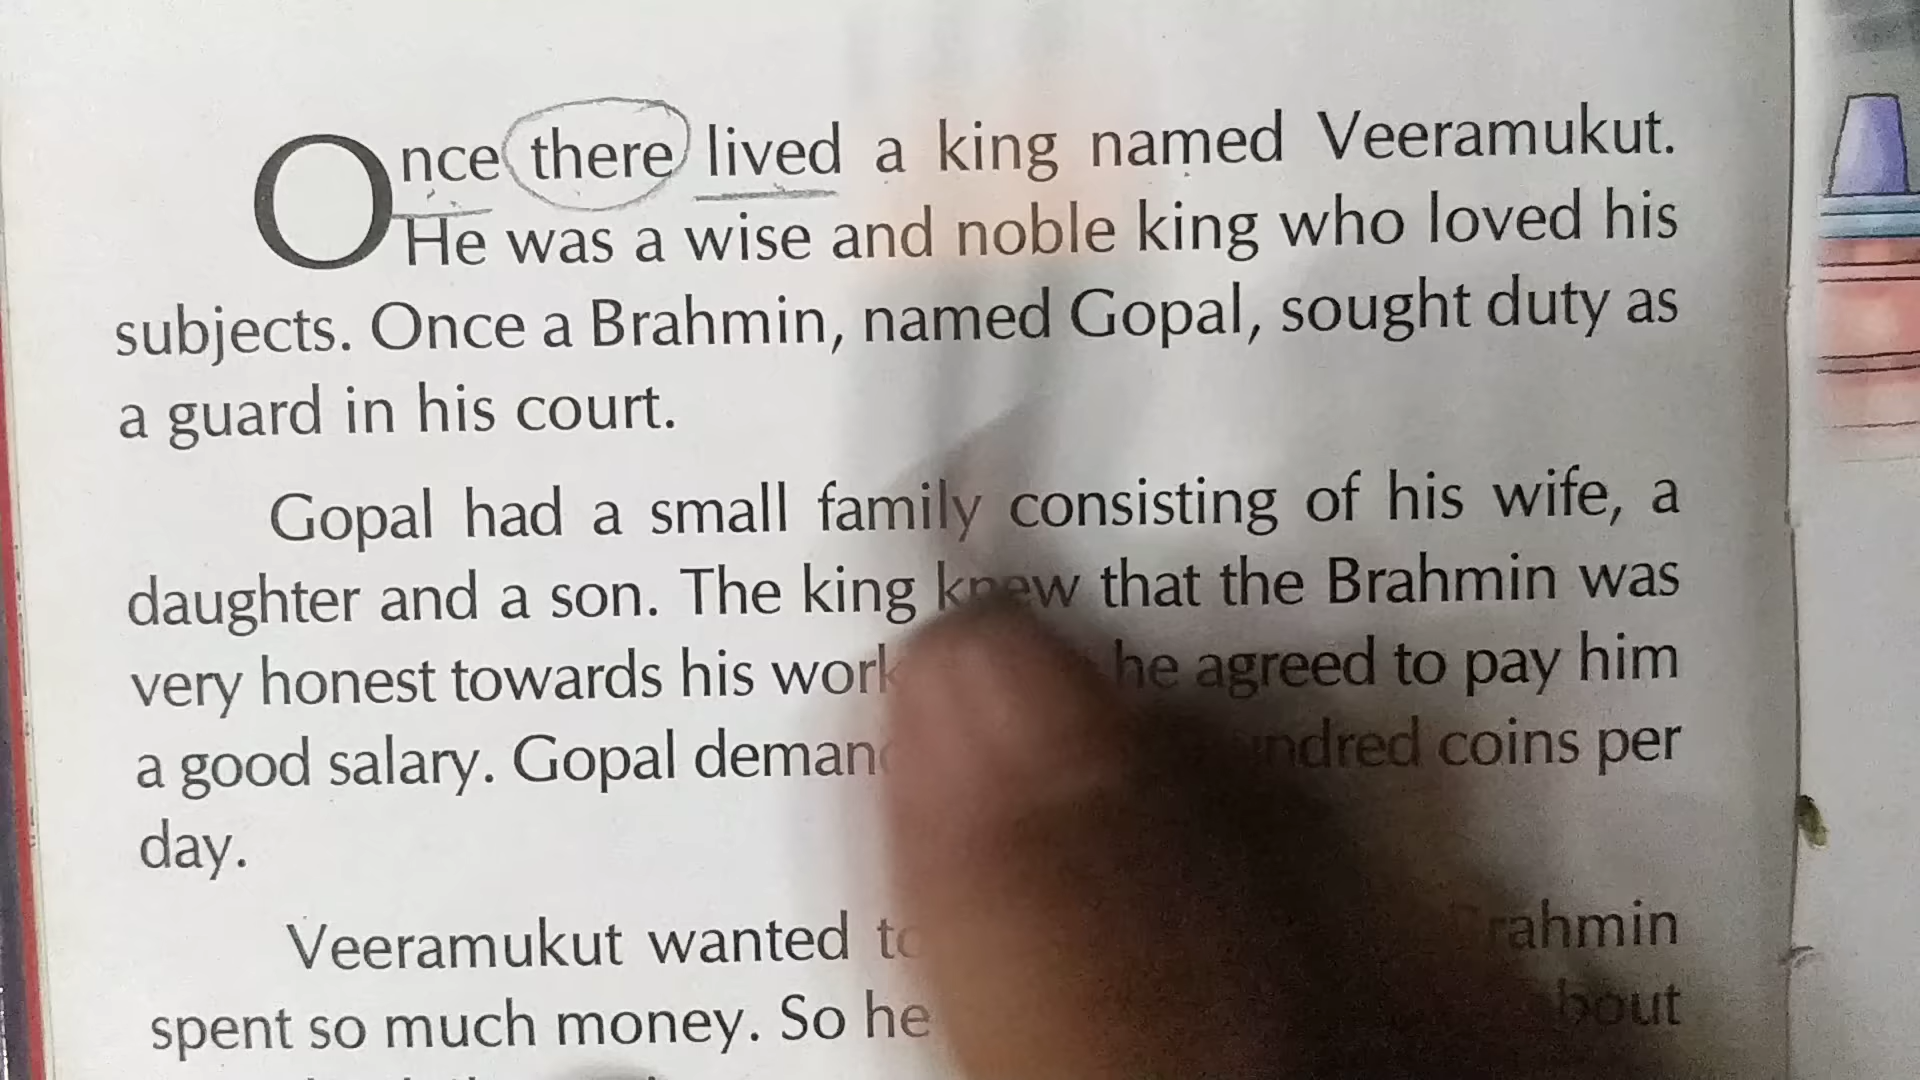 Once there lived a king named Veeramukut.
He was a wise and noble king who loved his
subjects. Once a Brahmin, named Gopal, sought duty as
a guard in his court.
Gopal had a small family consisting of his wife, a
daughter and a son. The king knew that the Brahmin was
very honest towards his work he agreed to pay him
a good salary. Gopal coins per
day.
Veeramukut wanted Brahmin
spent so much money. So he